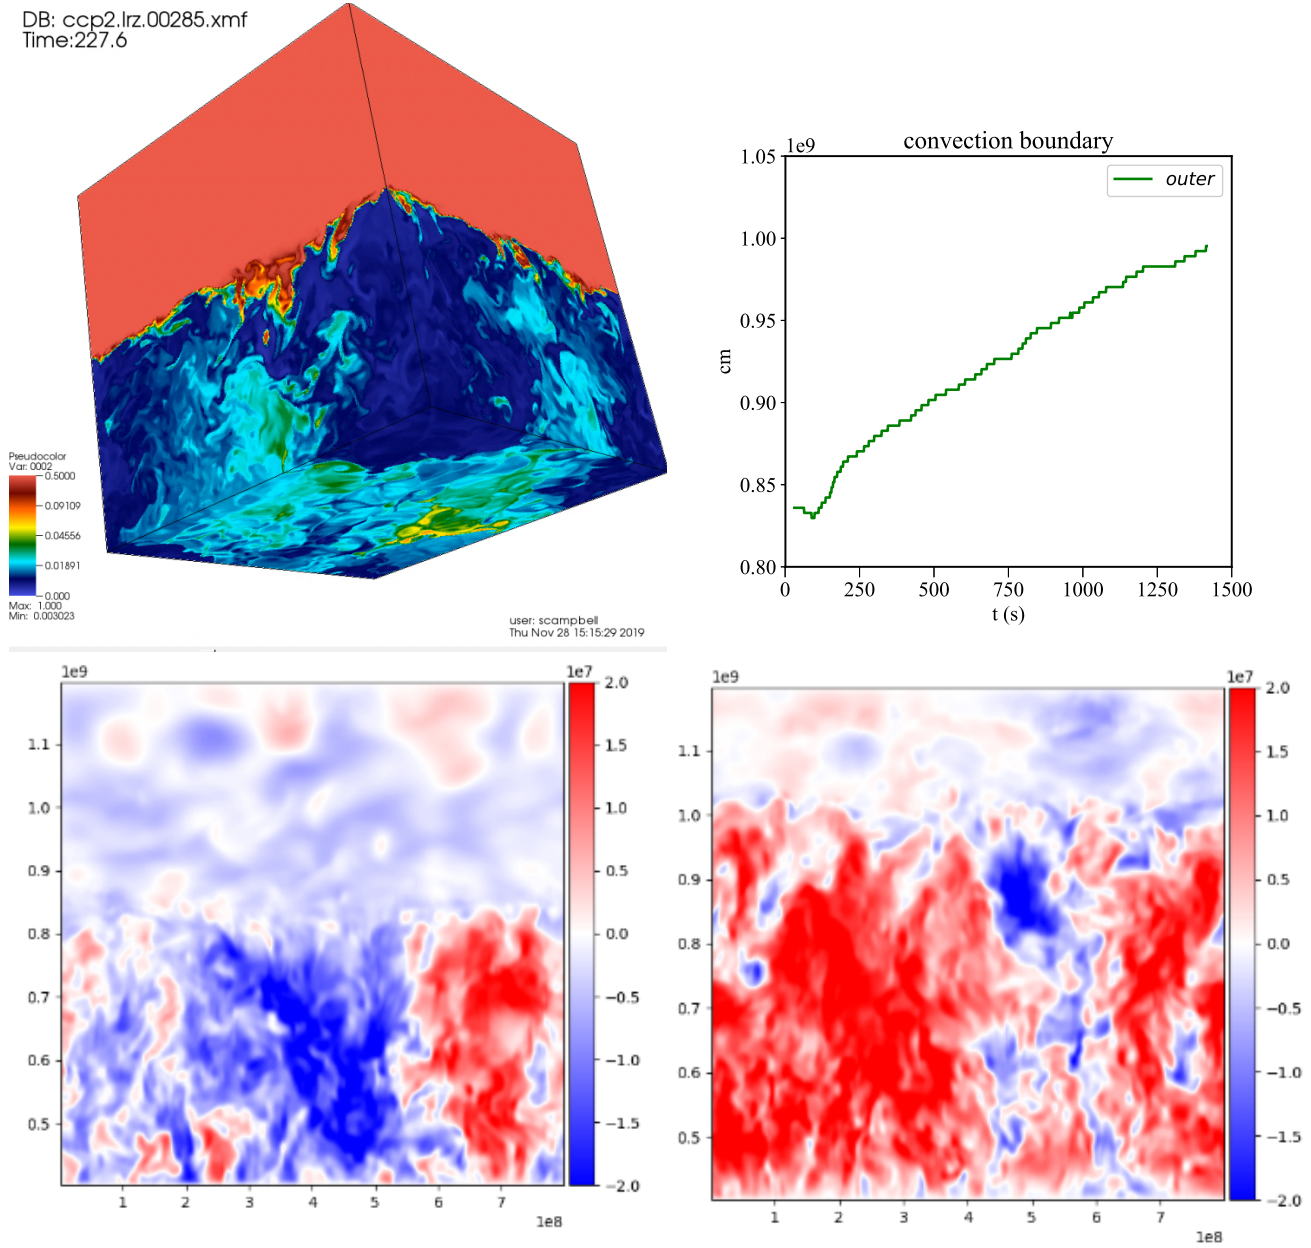 DB: ccp2.lrz.00285.xmf
Time:227.6
Pseudocolor
Var: 0002
0.5000
0.09109
0.04556
0.01891
0.000
Max: 1.000
Min: 0.003023
user: scampbell
Thu Nov 28 15:15:29 2019
convection boundary
1e9
1.05
1.00
0.95
0.90
0.85
0.80
cm
outer
0 250 500 750 1000 1250 1500
t (s)
1e9
1.1
1.0
0.9
0.8
0.7
0.6
0.5
1 2 3 4 5 6 7
1e8
1e7
2.0
1.5
1.0
0.5
0.0
−0.5
−1.0
−1.5
−2.0
1e9
1.1
1.0
0.9
0.8
0.7
0.6
0.5
1 2 3 4 5 6 7
1e8
1e7
2.0
1.5
1.0
0.5
0.0
−0.5
−1.0
−1.5
−2.0